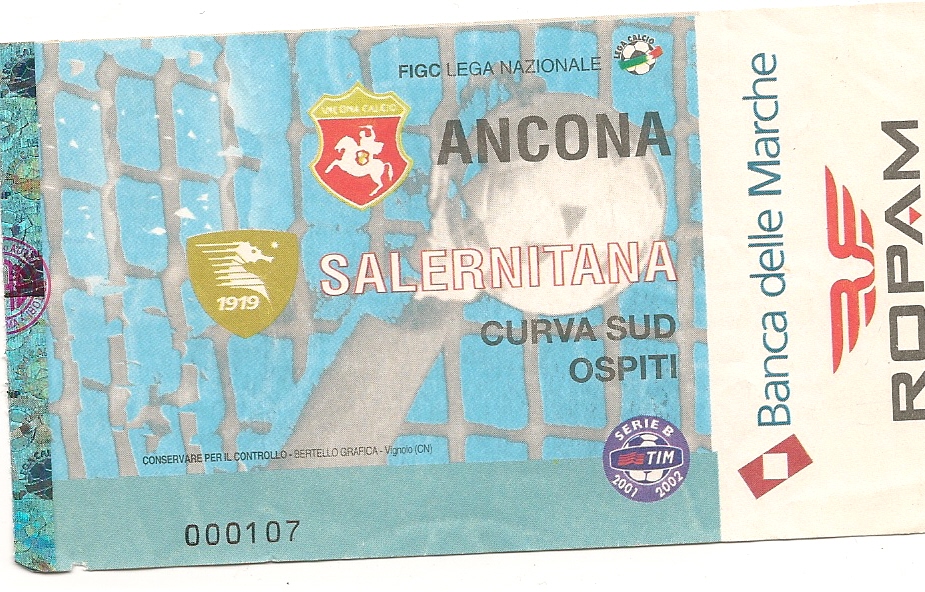 FIGC LEGA NAZIONALE
LEGA CALCIO
ANCONA CALCIO
ANCONA
SALERNITANA
1919
CURVA SUD
OSPITI
SERIE B
TIM
2001 2002
CONSERVARE PER IL CONTROLLO - BERTELLO GRAFICA - Vignolo (CN)
000107
Banca delle Marche
ROPAM